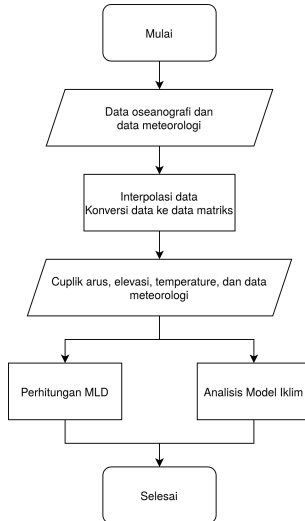 Mulai
Data oseanografi dan
data meteorologi
Interpolasi data
Konversi data ke data matriks
Cuplik arus, elevasi, temperature, dan data
meteorologi
Perhitungan MLD
Analisis Model Iklim
Selesai